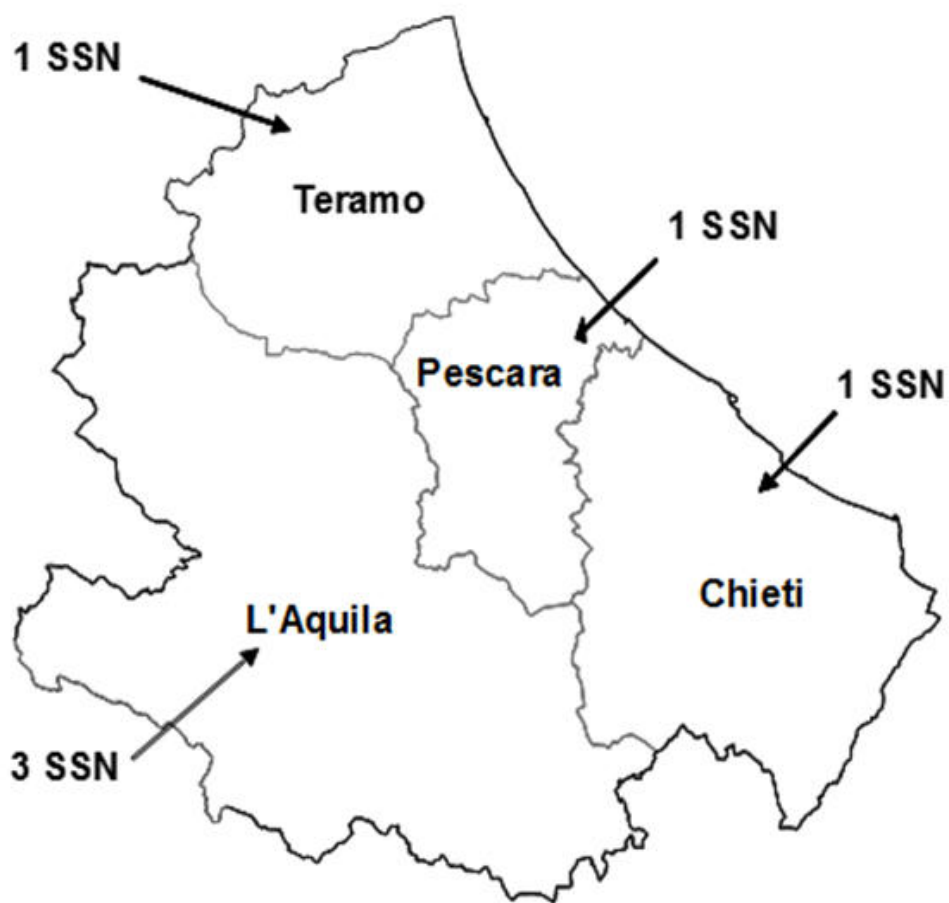 1 SSN
Teramo
1 SSN
Pescara
1 SSN
Chieti
L'Aquila
3 SSN